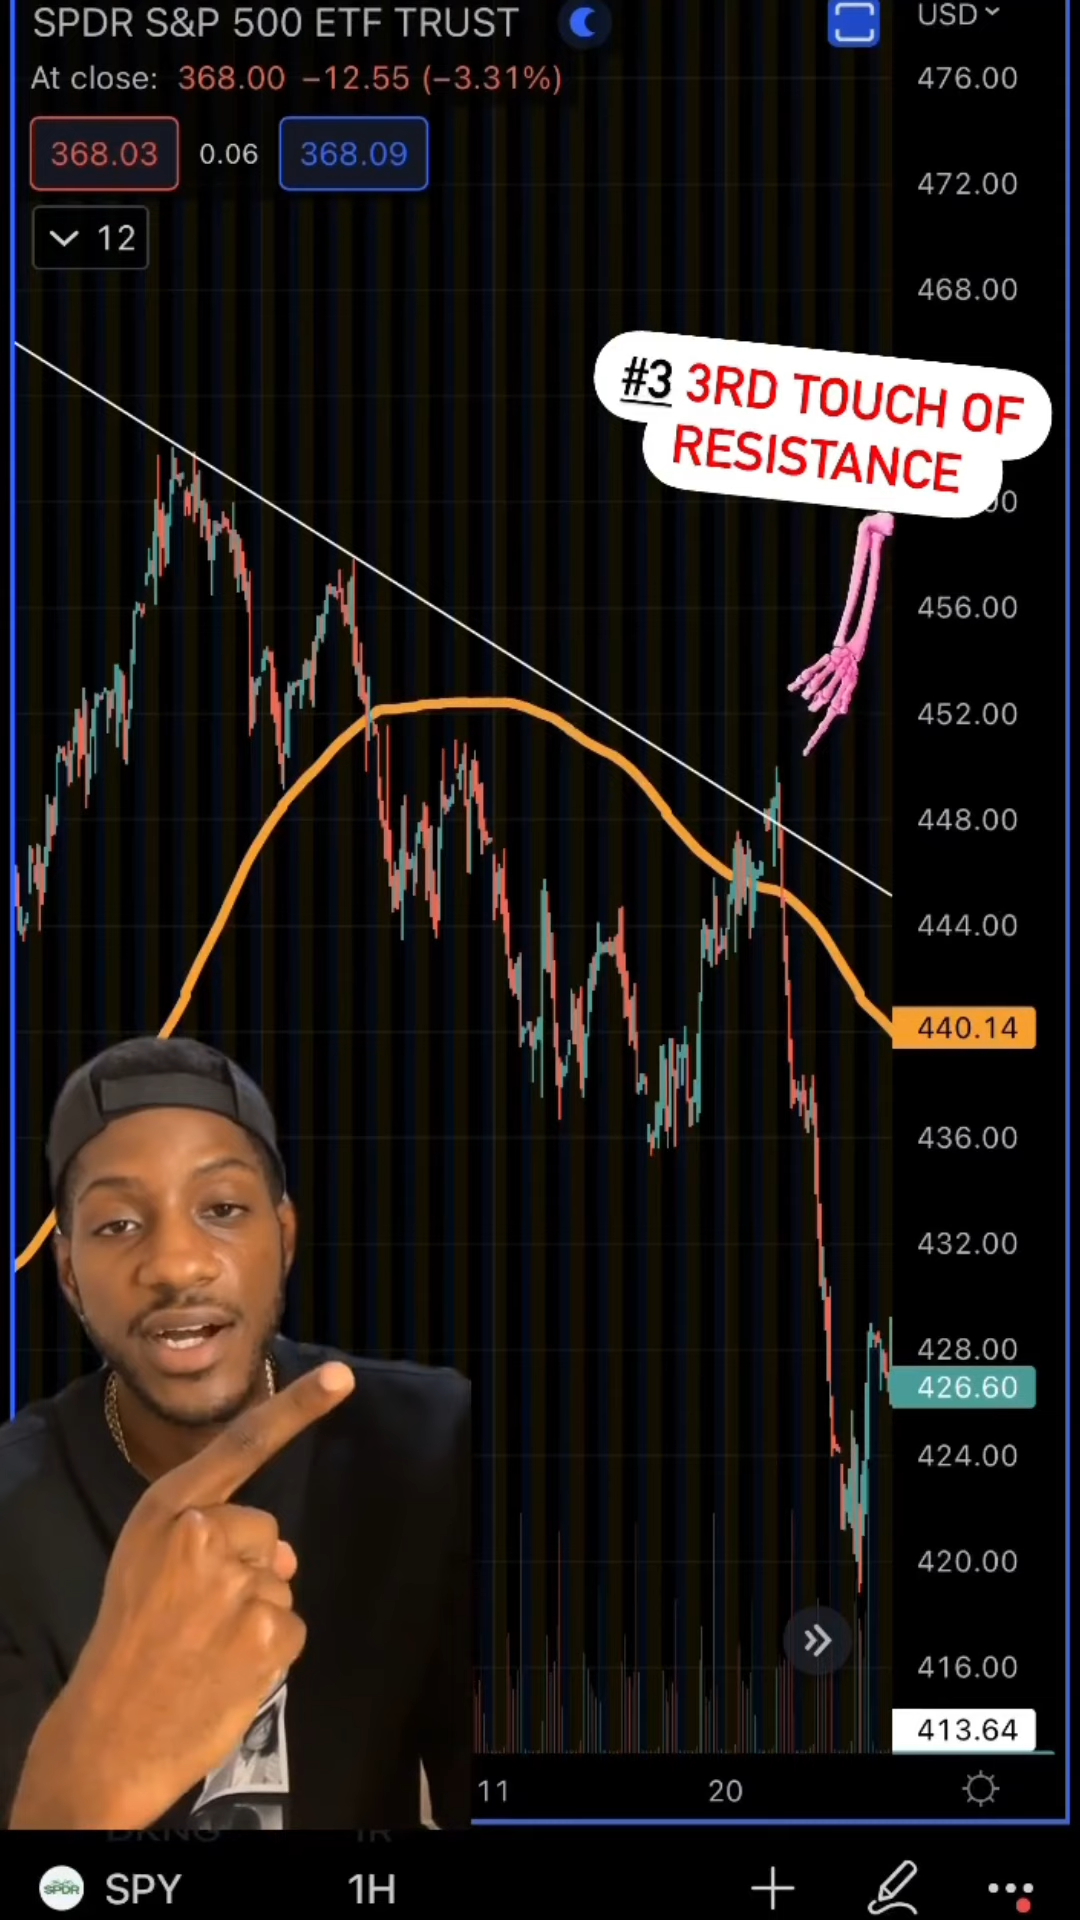 SPDR S&P 500 ETF TRUST
USD
At close: 368.00 −12.55 (−3.31%)
476.00
368.03 0.06 368.09
472.00
12
468.00
#3 3RD TOUCH OF
RESISTANCE
00
456.00
452.00
448.00
444.00
440.14
436.00
432.00
428.00
426.60
424.00
420.00
416.00
413.64
11 20
SPDR SPY 1H